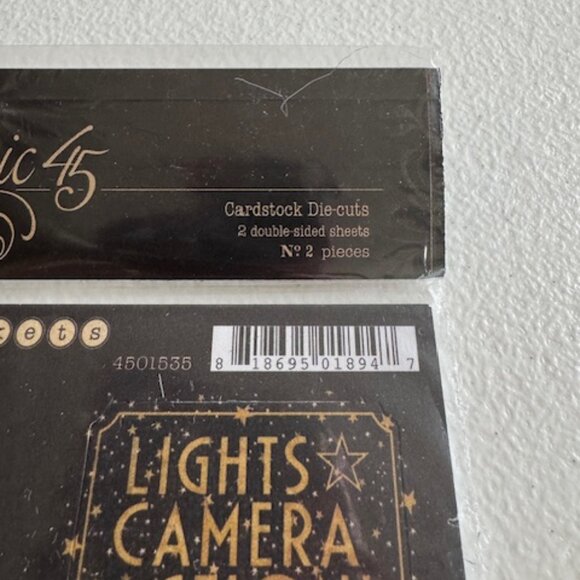 ic 45
Cardstock Die-cuts
2 double-sided sheets
Nº 2 pieces
kets
4501535
8 18695 01894 7
LIGHTS
CAMERA